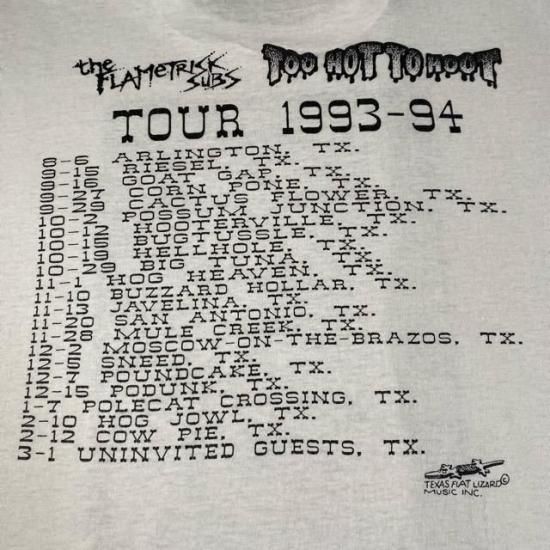 the FLAMETRICK SUBS TOO HOT TO HOOT
TOUR 1993-94
8-6 ARLINGTON, TX.
9-15 RIESEL, TX.
9-16 GOAT GAP, TX.
9-27 CORN PONE, TX.
9-29 CACTUS FLOWER, TX.
10-2 POSSUM JUNCTION, TX.
10-12 HOOTERVILLE, TX.
10-15 BUGTUSSLE, TX.
10-19 HELLHOLE, TX.
10-29 BIG TUNA, TX.
11-1 HOG HEAVEN, TX.
11-10 BUZZARD HOLLAR, TX.
11-13 JAVELINA, TX.
11-20 SAN ANTONIO, TX.
11-28 MULE CREEK, TX.
12-2 MOSCOW-ON-THE-BRAZOS, TX.
12-5 SNEED, TX.
12-7 POUNDCAKE, TX.
12-15 PODUNK, TX.
1-7 POLECAT CROSSING, TX.
2-10 HOG JOWL, TX.
2-12 COW PIE, TX.
3-1 UNINVITED GUESTS, TX.
TEXAS FLAT LIZARD©
MUSIC INC.